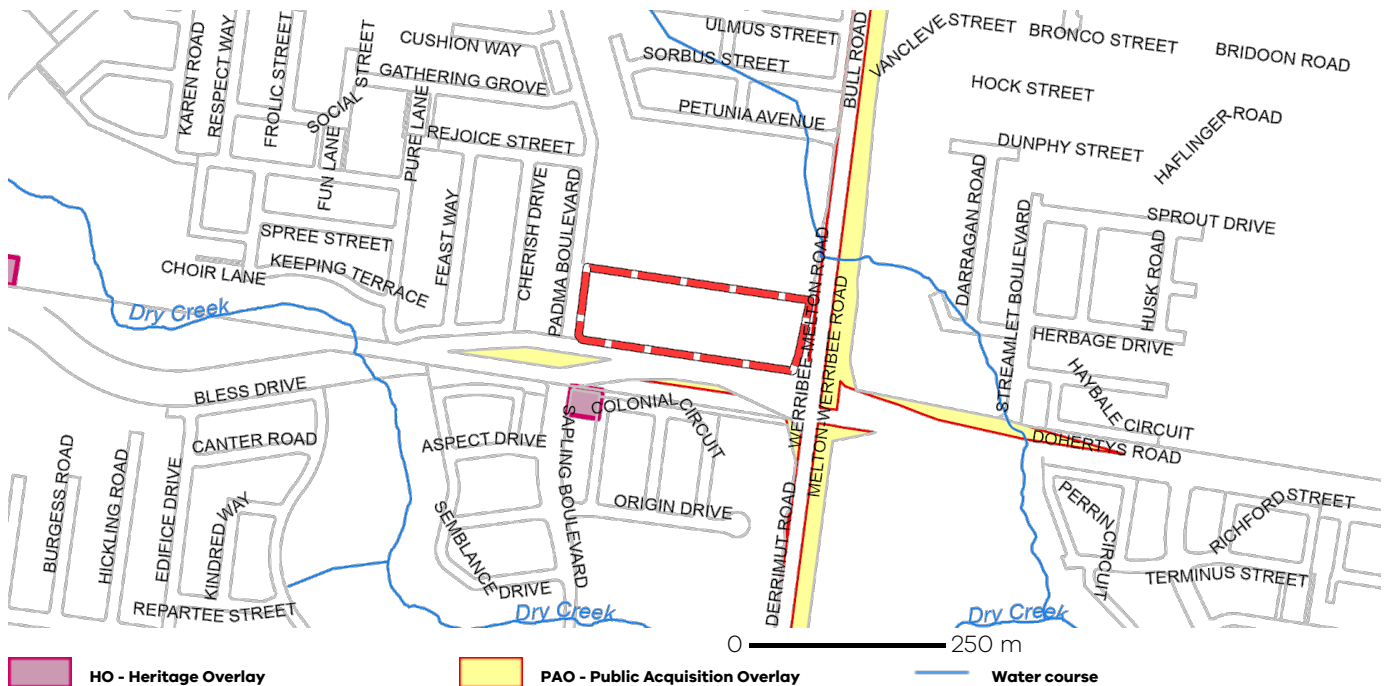 KAREN ROAD
RESPECT WAY
FROLIC STREET
SOCIAL STREET
FUN LANE
CUSHION WAY
GATHERING GROVE
PURE LANE
REJOICE STREET
ULMUS STREET
SORBUS STREET
PETUNIA AVENUE
BULL ROAD
VANCLEVE STREET
BRONCO STREET
BRIDOON ROAD
HOCK STREET
HAFLINGER ROAD
DUNPHY STREET
DARRAGAN ROAD
STREAMLET BOULEVARD
SPROUT DRIVE
HUSK ROAD
HERBAGE DRIVE
SPREE STREET
CHOIR LANE
KEEPING TERRACE
FEAST WAY
CHERISH DRIVE
PADMA BOULEVARD
WERRIBEE-MELTON ROAD
MELTON-WERRIBEE ROAD
Dry Creek
BLESS DRIVE
CANTER ROAD
ASPECT DRIVE
SAPLING BOULEVARD
COLONIAL CIRCUIT
HAYBALE CIRCUIT
DOHERTYS ROAD
BURGESS ROAD
HICKLING ROAD
EDIFICE DRIVE
KINDRED WAY
SEMBLANCE DRIVE
ORIGIN DRIVE
DERRIMUT ROAD
PERRIN CIRCUIT
RICHFORD STREET
TERMINUS STREET
REPARTEE STREET
Dry Creek
Dry Creek
0 250 m
HO - Heritage Overlay
PAO - Public Acquisition Overlay
Water course